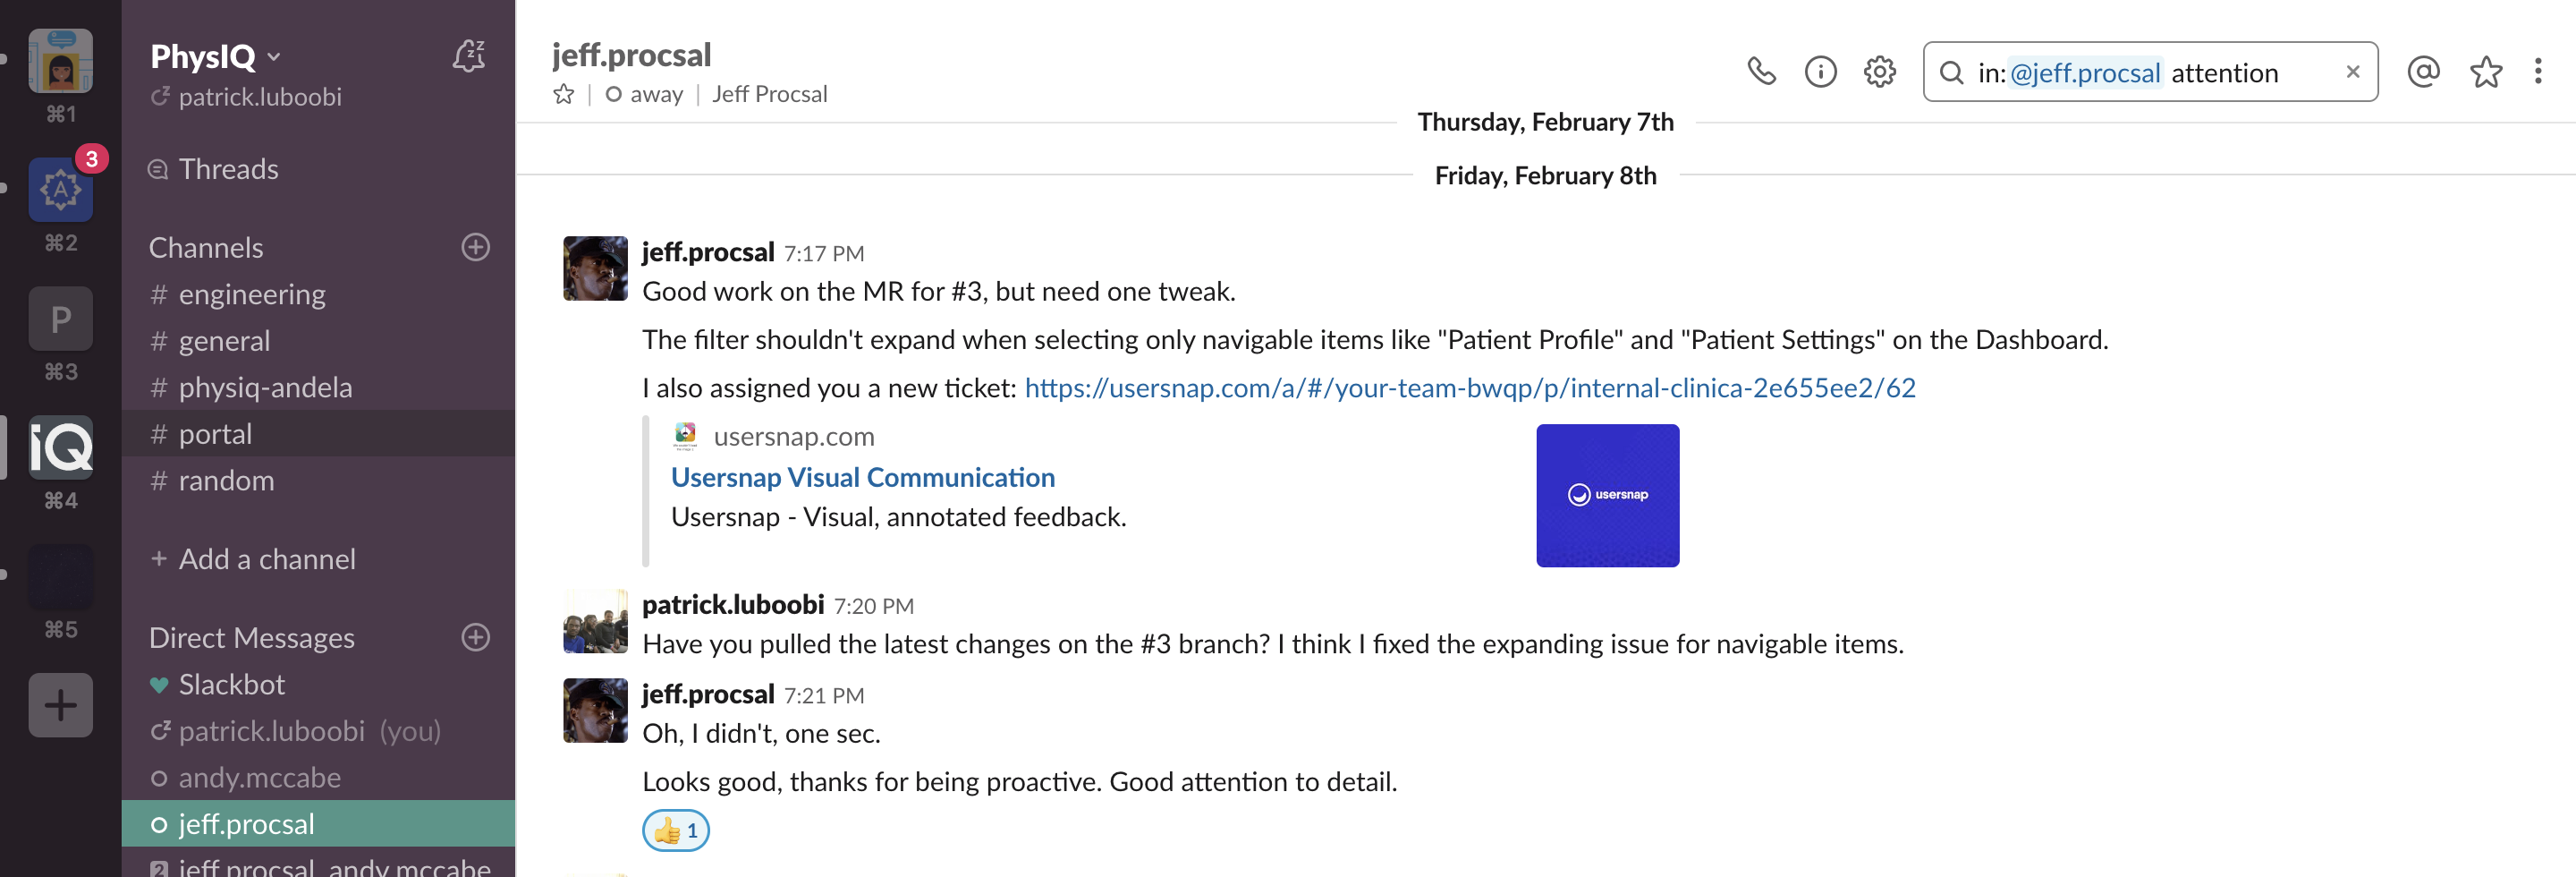 ⌘1
3
A
⌘2
P
⌘3
iQ
⌘4
⌘5
PhysIQ
patrick.luboobi
Threads
Channels
# engineering
# general
# physiq-andela
# portal
# random
+ Add a channel
Direct Messages
Slackbot
patrick.luboobi (you)
andy.mccabe
jeff.procsal
2 jeff.procsal, andy.mccabe
jeff.procsal
away | Jeff Procsal
in:@jeff.procsal attention
Thursday, February 7th
Friday, February 8th
jeff.procsal 7:17 PM
Good work on the MR for #3, but need one tweak.
The filter shouldn't expand when selecting only navigable items like "Patient Profile" and "Patient Settings" on the Dashboard.
I also assigned you a new ticket: https://usersnap.com/a/#/your-team-bwqp/p/internal-clinica-2e655ee2/62
usersnap.com
Usersnap Visual Communication
Usersnap - Visual, annotated feedback.
usersnap
patrick.luboobi 7:20 PM
Have you pulled the latest changes on the #3 branch? I think I fixed the expanding issue for navigable items.
jeff.procsal 7:21 PM
Oh, I didn't, one sec.
Looks good, thanks for being proactive. Good attention to detail.
👍 1